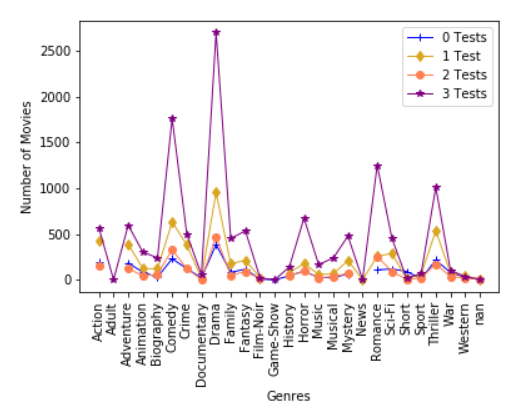 0 Tests
1 Test
2 Tests
3 Tests
Number of Movies
2500
2000
1500
1000
500
0
Action
Adult
Adventure
Animation
Biography
Comedy
Crime
Documentary
Drama
Family
Fantasy
Film-Noir
Game-Show
History
Horror
Music
Musical
Mystery
News
Romance
Sci-Fi
Short
Sport
Thriller
War
Western
nan
Genres